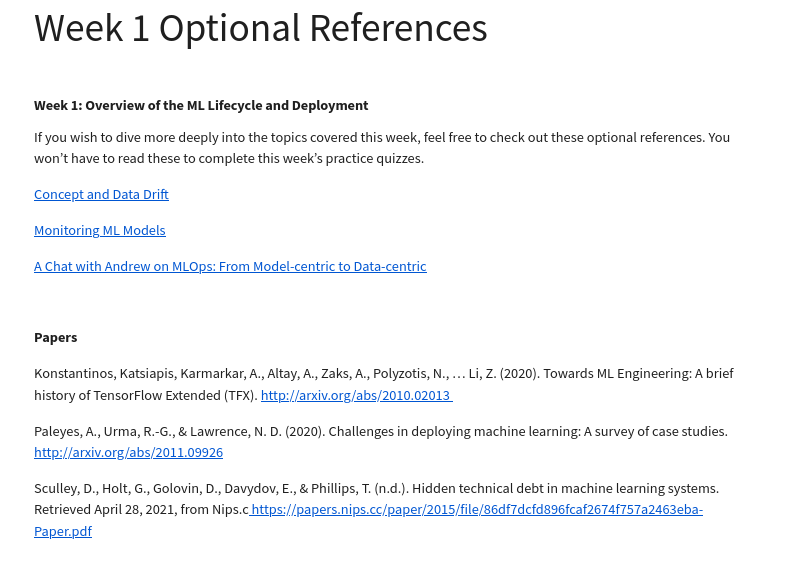 Week 1 Optional References
Week 1: Overview of the ML Lifecycle and Deployment
If you wish to dive more deeply into the topics covered this week, feel free to check out these optional references. You
won’t have to read these to complete this week’s practice quizzes.
Concept and Data Drift
Monitoring ML Models
A Chat with Andrew on MLOps: From Model-centric to Data-centric
Papers
Konstantinos, Katsiapis, Karmarkar, A., Altay, A., Zaks, A., Polyzotis, N., … Li, Z. (2020). Towards ML Engineering: A brief
history of TensorFlow Extended (TFX). http://arxiv.org/abs/2010.02013
Paleyes, A., Urma, R.-G., & Lawrence, N. D. (2020). Challenges in deploying machine learning: A survey of case studies.
http://arxiv.org/abs/2011.09926
Sculley, D., Holt, G., Golovin, D., Davydov, E., & Phillips, T. (n.d.). Hidden technical debt in machine learning systems.
Retrieved April 28, 2021, from Nips.c https://papers.nips.cc/paper/2015/file/86df7dcfd896fcaf2674f757a2463eba-
Paper.pdf